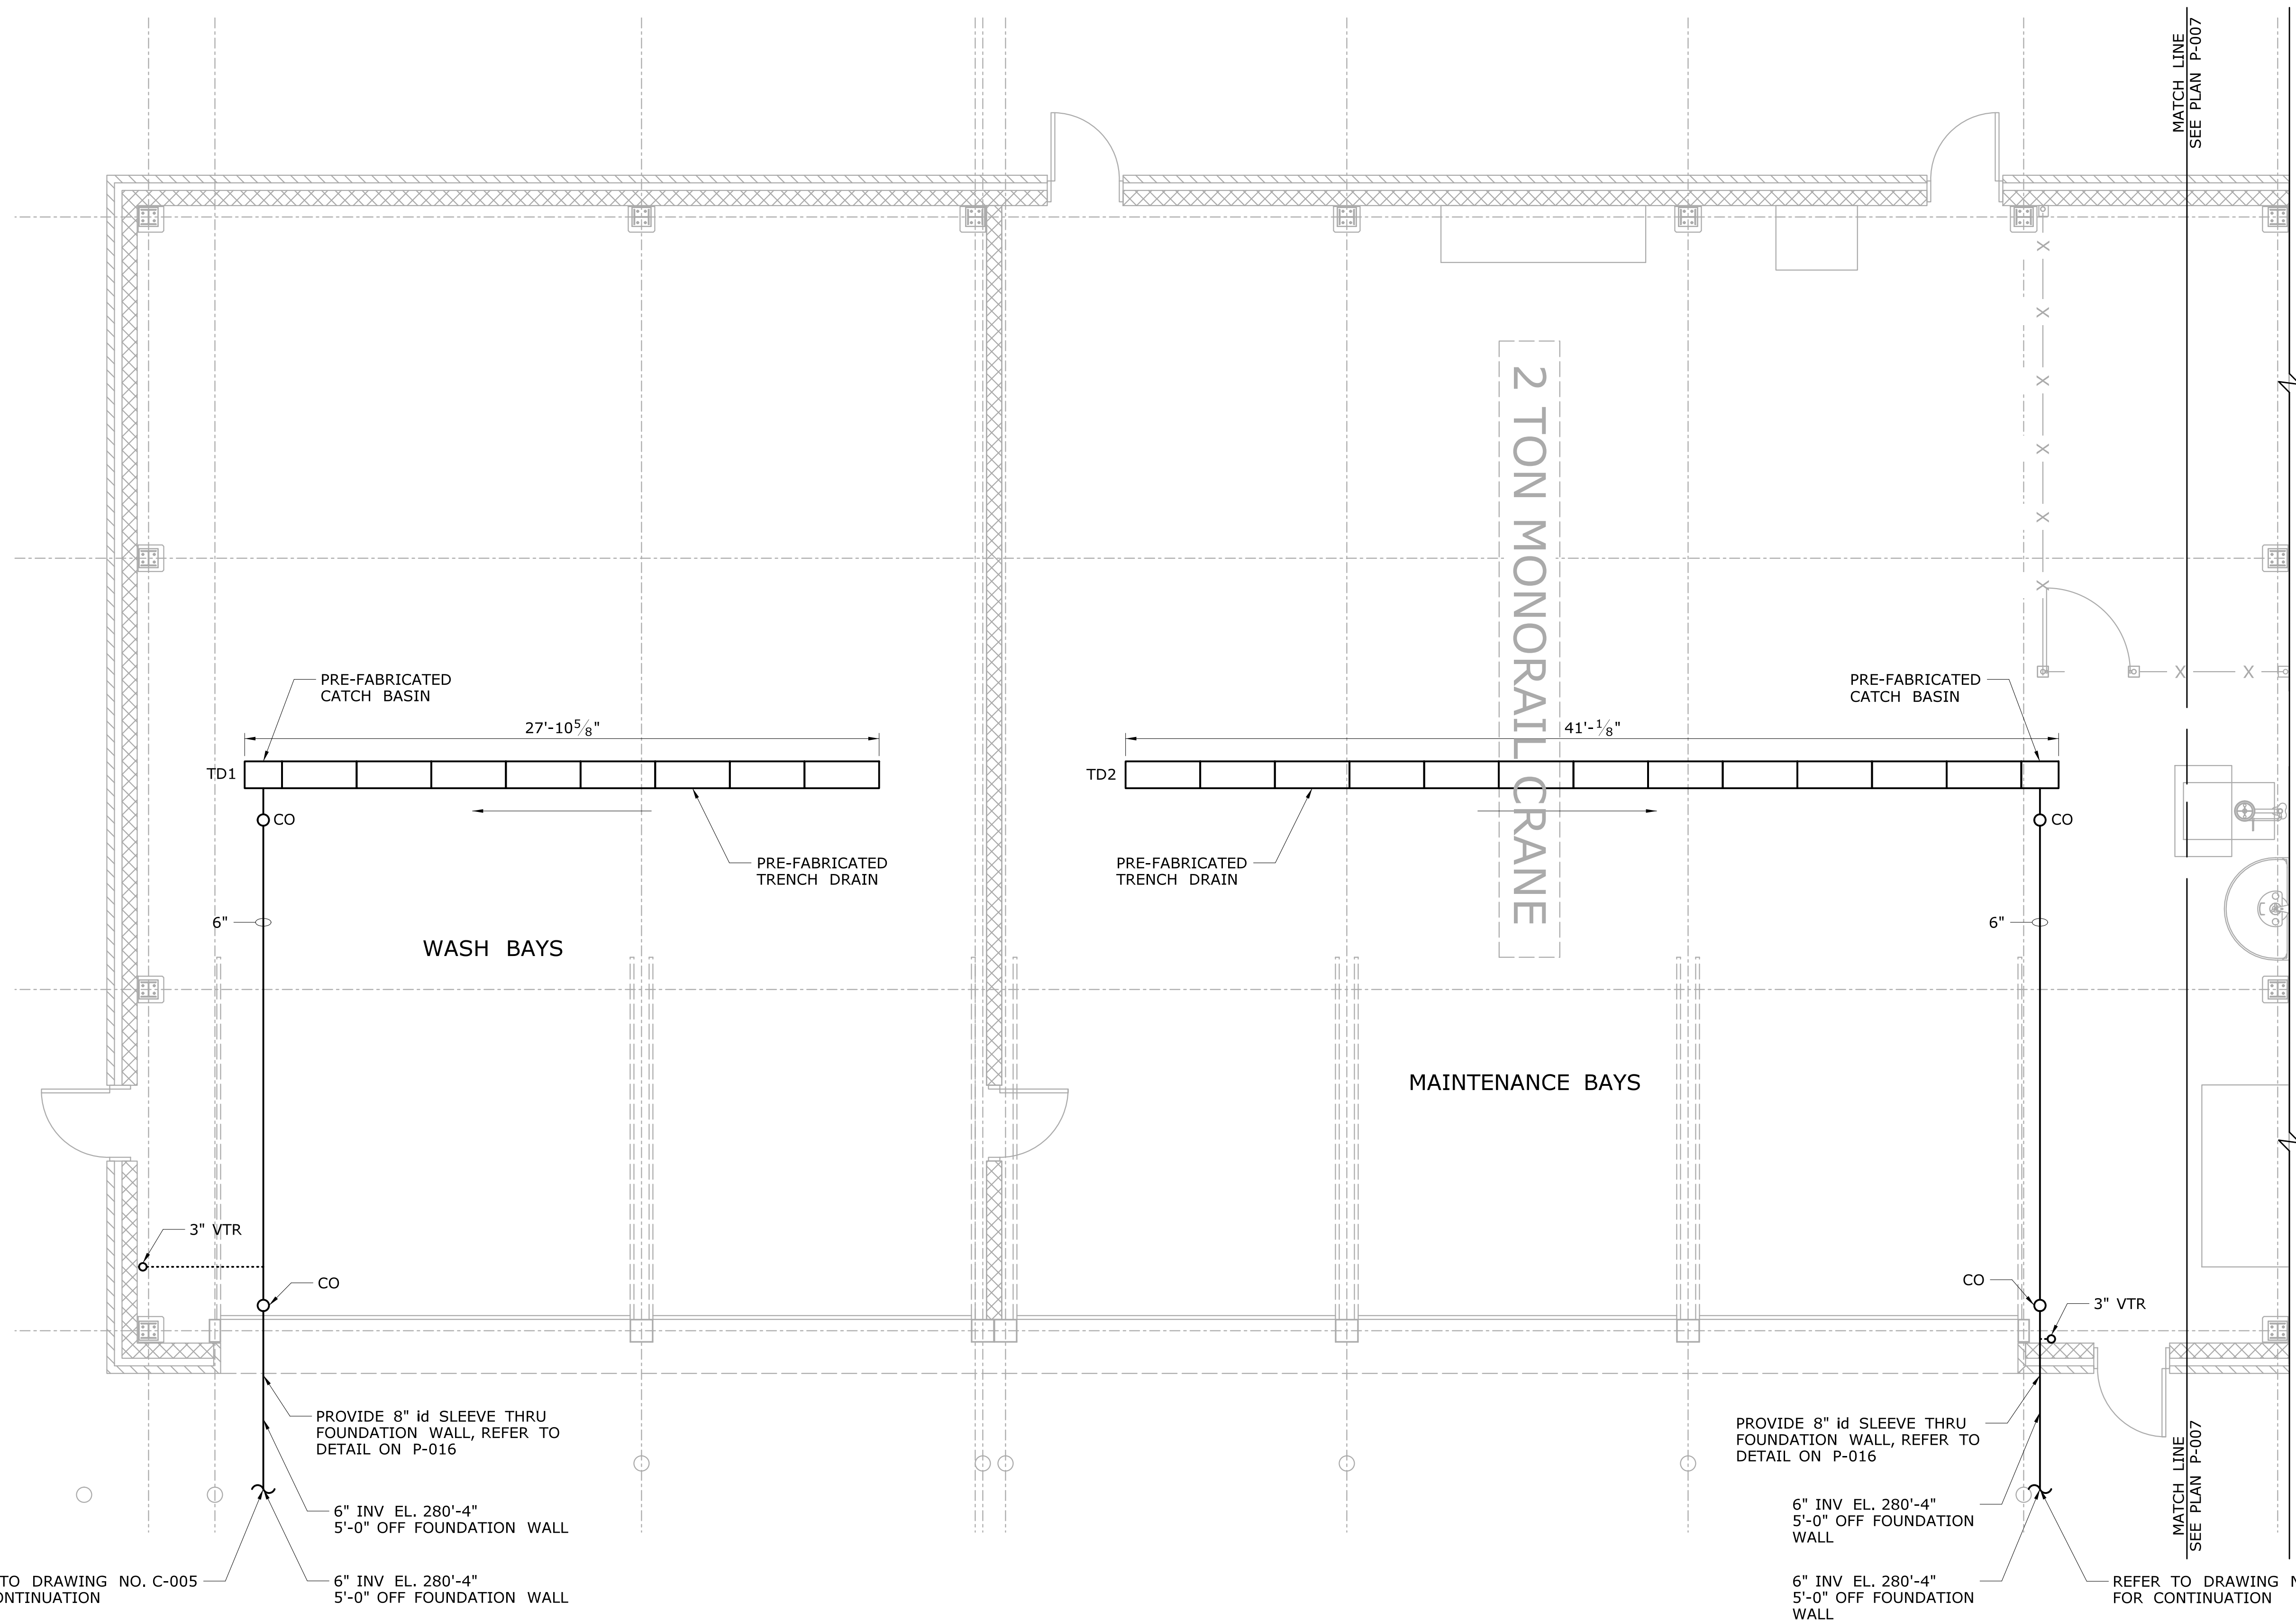 MATCH LINE
SEE PLAN P-007
2 TON MONORAIL CRANE
PRE-FABRICATED
CATCH BASIN
PRE-FABRICATED
CATCH BASIN
27'-10 5/8"
41'-1/8"
TD1
TD2
CO
CO
PRE-FABRICATED
TRENCH DRAIN
PRE-FABRICATED
TRENCH DRAIN
6"
6"
WASH BAYS
MAINTENANCE BAYS
3" VTR
CO
CO
3" VTR
PROVIDE 8" id SLEEVE THRU
FOUNDATION WALL, REFER TO
DETAIL ON P-016
PROVIDE 8" id SLEEVE THRU
FOUNDATION WALL, REFER TO
DETAIL ON P-016
MATCH LINE
SEE PLAN P-007
6" INV EL. 280'-4"
5'-0" OFF FOUNDATION WALL
6" INV EL. 280'-4"
5'-0" OFF FOUNDATION
WALL
TO DRAWING NO. C-005
ONTINUATION
6" INV EL. 280'-4"
5'-0" OFF FOUNDATION WALL
6" INV EL. 280'-4"
5'-0" OFF FOUNDATION
WALL
REFER TO DRAWING N
FOR CONTINUATION
X
X
X
X
X
X
X
X